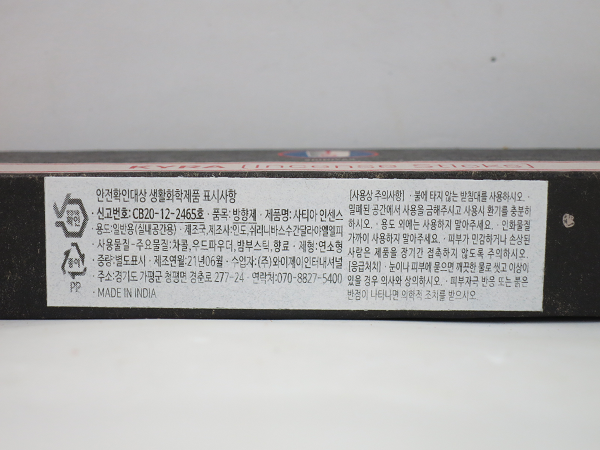 KYRA [Incense Sticks]
안전확인대상 생활화학제품 표시사항
· 신고번호: CB20-12-2465호 · 품목: 방향제 · 제품명: 사티아 인센스
· 용도:일반용(실내공간용) · 제조국,제조사:인도, 쉬리니바스수간달라야엘엘피
· 사용물질 · 주요물질:차콜,우드파우더,뱀부스틱,향료 · 제형:연소형
· 중량:별도표시 · 제조연월:21년06월 · 수입자:(주)와이제이인터내셔널
· 주소:경기도 가평군 청평면 경춘로 277-24 · 연락처:070-8827-5400
· MADE IN INDIA
확인
종이
PP
[사용상 주의사항] · 불에 타지 않는 받침대를 사용하시오. ·
밀폐된 공간에서 사용을 금해주시고 사용시 환기를 충분히
하시오. · 용도 외에는 사용하지 말아주세요. · 인화물질
가까이 사용하지 말아주세요. · 피부가 민감하거나 손상된
사람은 제품을 장기간 접촉하지 않도록 주의하시오.
[응급처치] · 눈이나 피부에 묻으면 깨끗한 물로 씻고 이상이
있을 경우 의사와 상의하시오. · 피부자극 반응 또는 붉은
반점이 나타나면 의학적 조치를 받으시오.